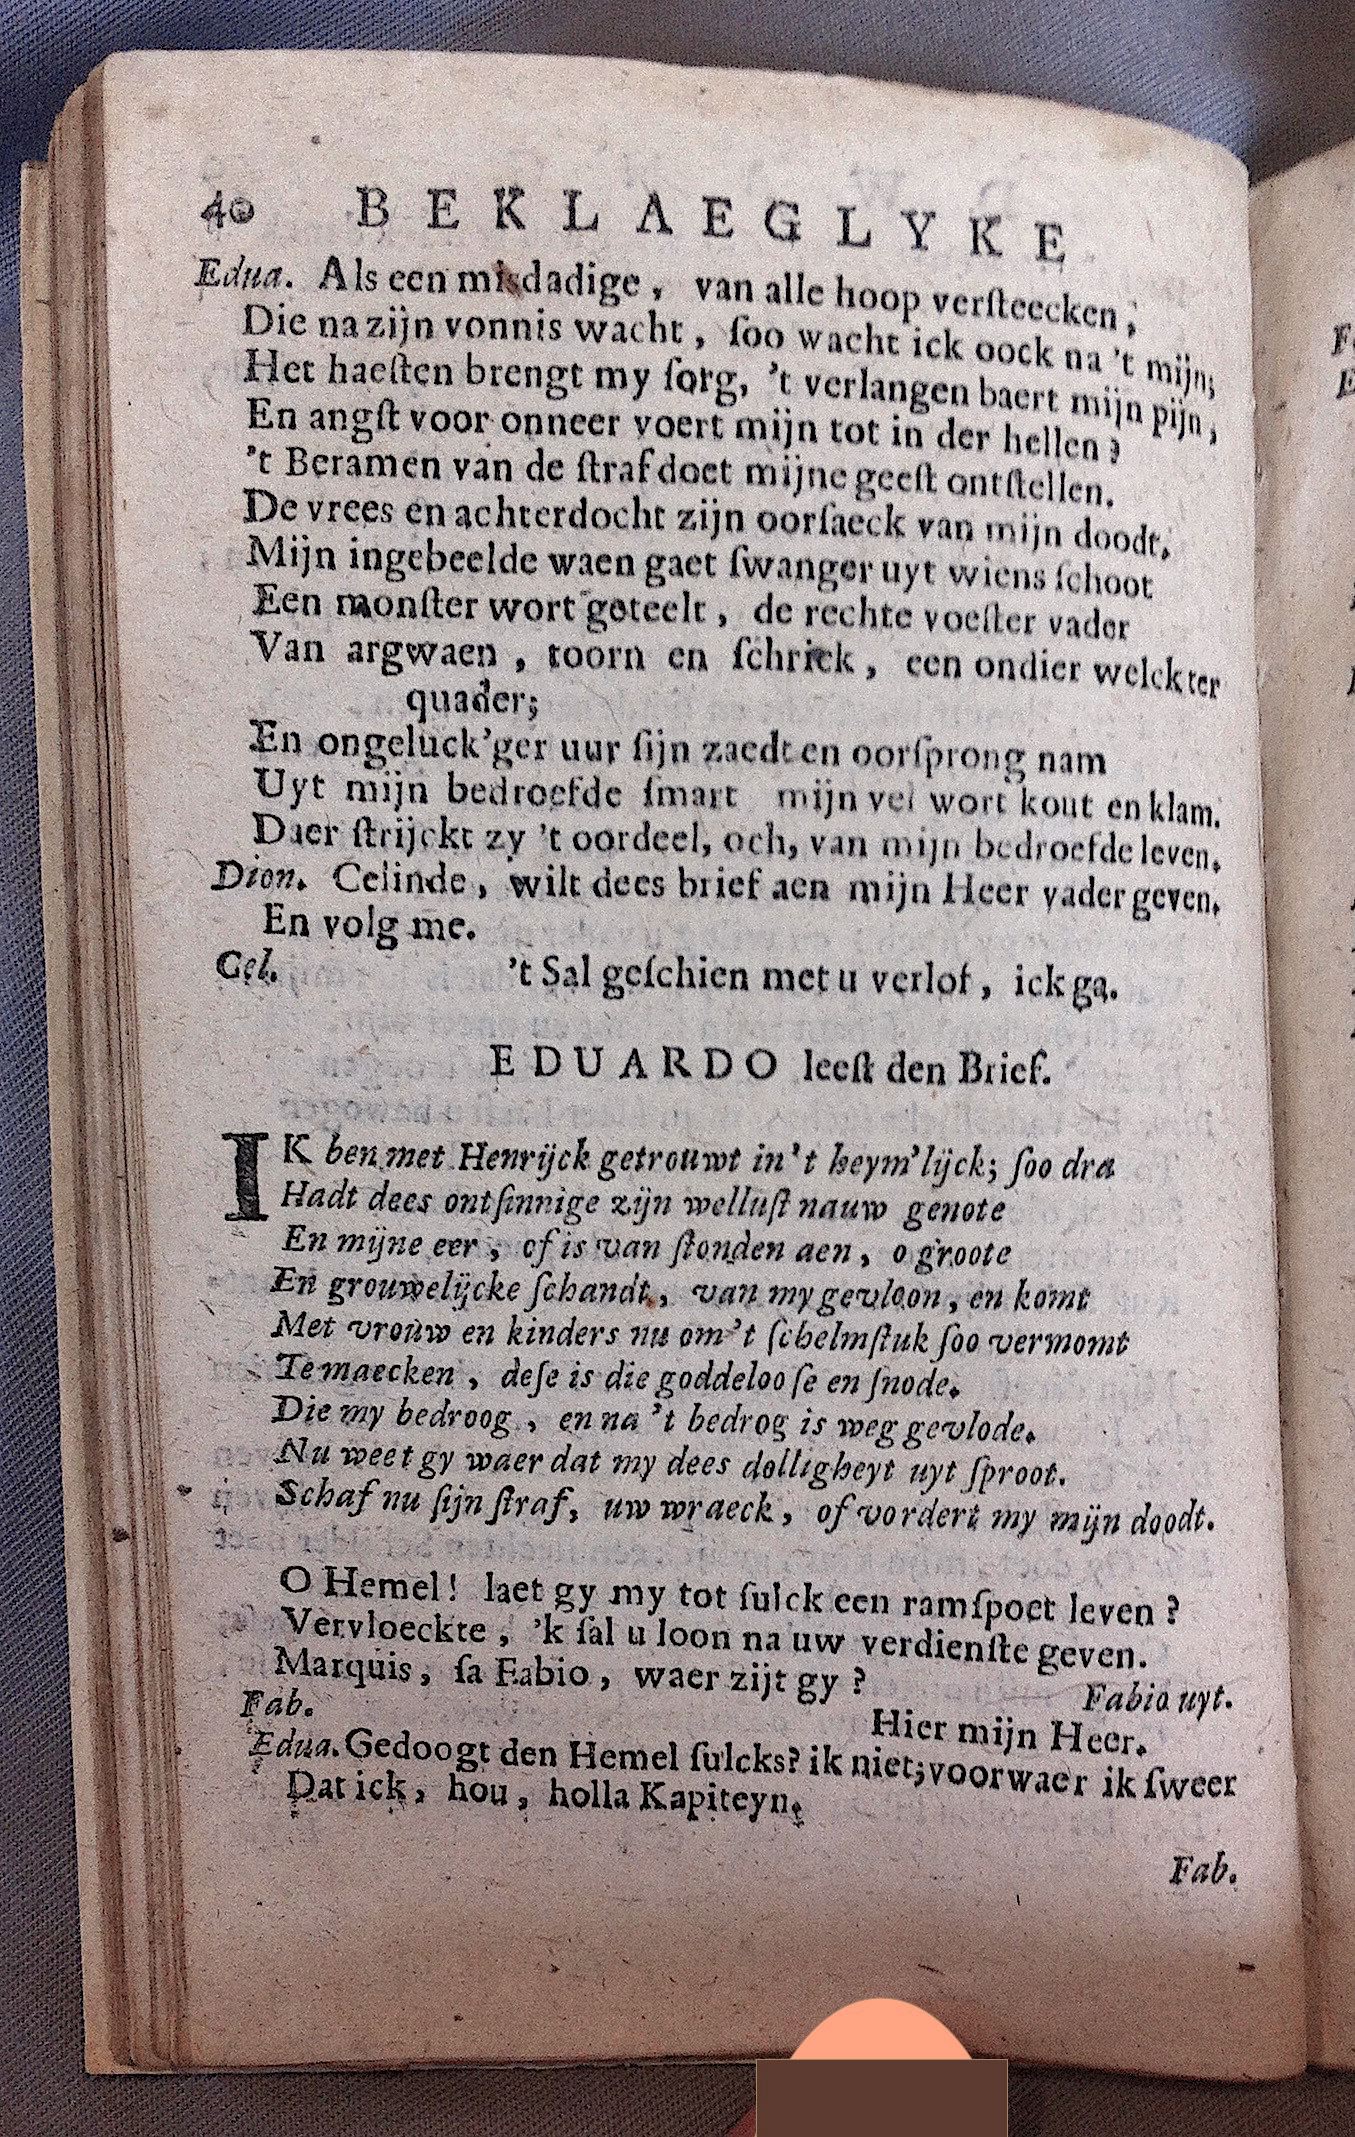 40 BEKLAEGLYKE
Edua. Als een misdadige, van alle hoop verſteecken,
Die na zijn vonnis wacht, ſoo wacht ick oock na 't mijn;
Het haeſten brengt my ſorg, 't verlangen baert mijn pijn,
En angſt voor onneer voert mijn tot in der hellen?
't Beramen van de ſtraf doet mijne geeſt ontſtellen.
De vrees en achterdocht zijn oorſaeck van mijn doodt,
Mijn ingebeelde waen gaet ſwanger uyt wiens ſchoot
Een monſter wort geteelt, de rechte voeſter vader
Van argwaen, toorn en ſchrick, een ondier welck ter
quader;
En ongeluck'ger uur ſijn zaedt en oorſprong nam
Uyt mijn bedroefde ſmart mijn vel wort kout en klam.
Daer ſtrijckt zy 't oordeel, och, van mijn bedroefde leven.
Dion. Celinde, wilt dees brief aen mijn Heer vader geven.
En volg me.
Cel. 't Sal geſchien met u verlof, ick ga.
EDUARDO leeſt den Brief.
IK ben met Henrijck getrouwt in't heym'lijck; ſoo dra
Hadt dees ontſinnige zijn welluſt nauw genote
En mijne eer, of is van ſtonden aen, o groote
En grouwelijcke ſchandt, van my gevloon, en komt
Met vrouw en kinders nu om't ſchelmſtuk ſoo vermomt
Te maecken, deſe is die goddelooſe en ſnode.
Die my bedroog, en na 't bedrog is weg gevlode.
Nu weet gy waer dat my dees dolligheyt uyt ſproot.
Schaf nu ſijn ſtraf, uw wraeck, of vordert my mijn doodt.
O Hemel! laet gy my tot ſulck een ramſpoet leven?
Vervloeckte, 'k ſal u loon na uw verdienſte geven.
Marquis, ſa Fabio, waer zijt gy? Fabio uyt.
Fab. Hier mijn Heer.
Edua. Gedoogt den Hemel ſulcks? ik niet; voorwaer ik ſweer
Dat ick, hou, holla Kapiteyn.
Fab.